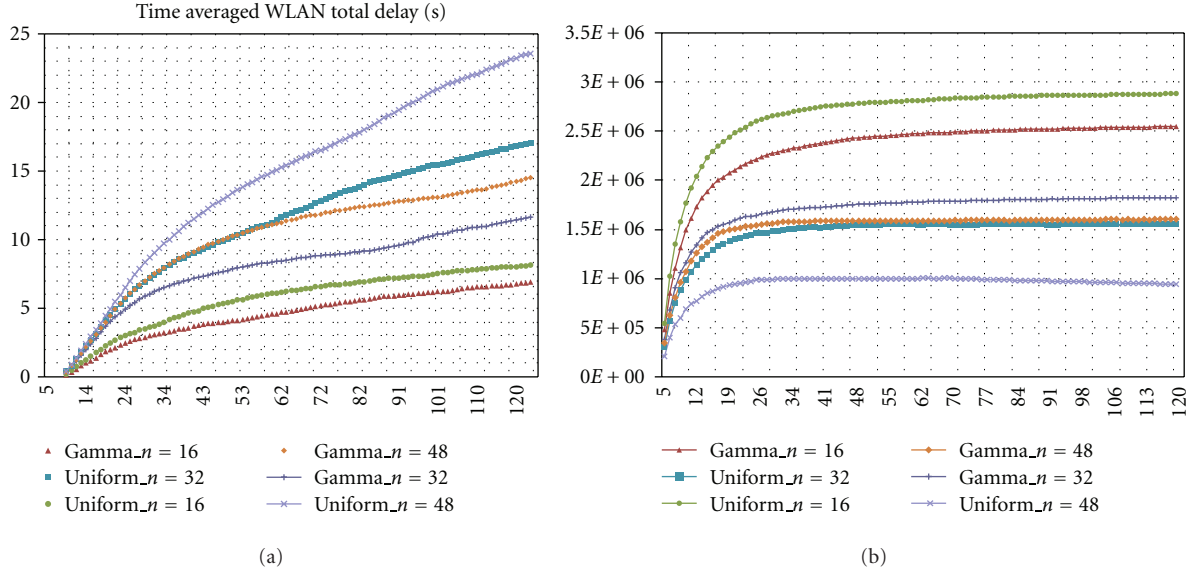 Time averaged WLAN total delay (s)
25
20
15
10
5
0
5
14
24
34
43
53
62
72
82
91
101
110
120
Gamma_n = 16
Gamma_n = 48
Uniform_n = 32
Gamma_n = 32
Uniform_n = 16
Uniform_n = 48
(a)
3.5E + 06
3E + 06
2.5E + 06
2E + 06
1.5E + 06
1E + 06
5E + 05
0E + 00
5
12
19
26
34
41
48
55
62
70
77
84
91
98
106
113
120
Gamma_n = 16
Gamma_n = 48
Uniform_n = 32
Gamma_n = 32
Uniform_n = 16
Uniform_n = 48
(b)